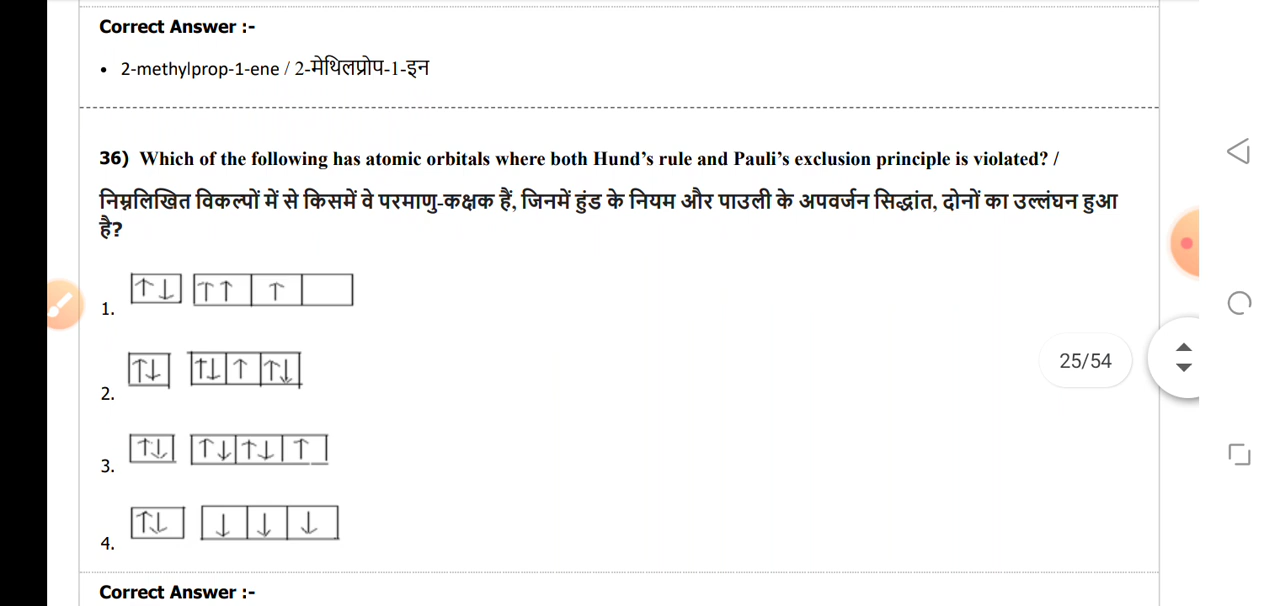 Correct Answer :-
• 2-methylprop-1-ene / 2-मेथिलप्रोप-1-इन
36) Which of the following has atomic orbitals where both Hund's rule and Pauli's exclusion principle is violated? /
निम्नलिखित विकल्पों में से किसमें वे परमाणु-कक्षक हैं, जिनमें हुंड के नियम और पाउली के अपवर्जन सिद्धांत, दोनों का उल्लंघन हुआ
है?
1. ↑↓ ↑↑ ↑
2. ↑↓ ↑↓ ↑ ↑↓
3. ↑↓ ↑↓ ↑↓ ↑
4. ↑↓ ↓ ↓ ↓
25/54
Correct Answer :-